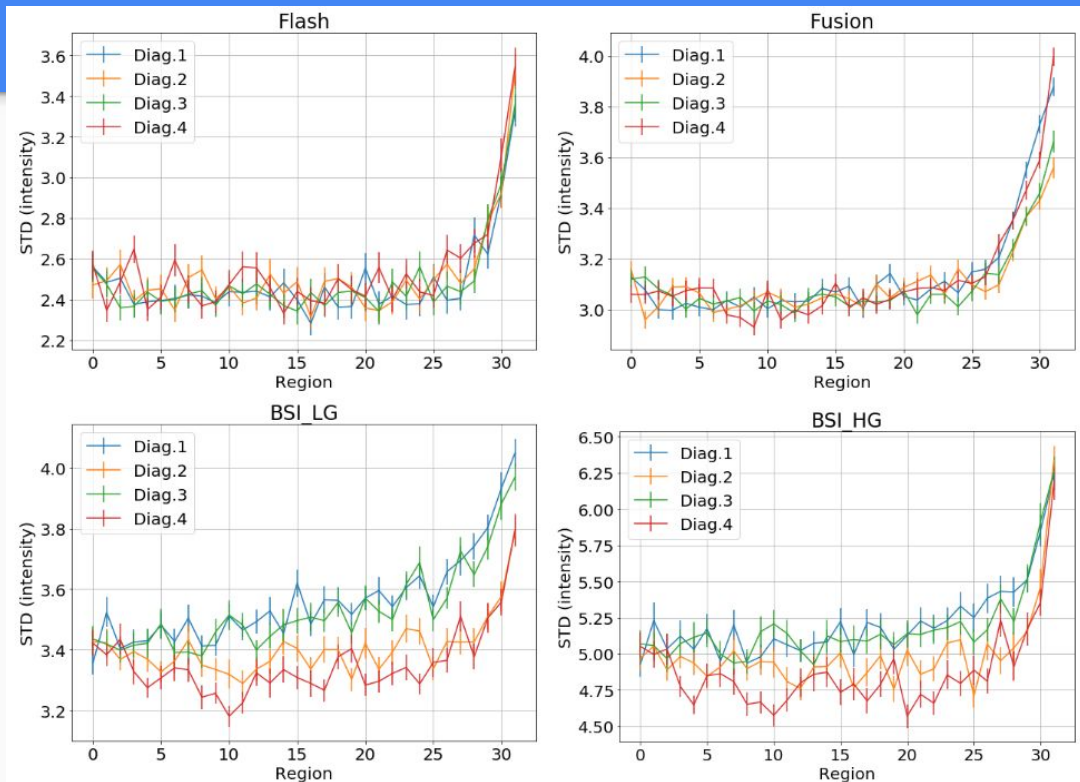 Flash
3.6
3.4
3.2
3.0
2.8
2.6
2.4
2.2
STD (intensity)
Diag.1
Diag.2
Diag.3
Diag.4
0 5 10 15 20 25 30
Region
Fusion
4.0
3.8
3.6
3.4
3.2
3.0
STD (intensity)
Diag.1
Diag.2
Diag.3
Diag.4
0 5 10 15 20 25 30
Region
BSI_LG
4.0
3.8
3.6
3.4
3.2
STD (intensity)
Diag.1
Diag.2
Diag.3
Diag.4
0 5 10 15 20 25 30
Region
BSI_HG
6.50
6.25
6.00
5.75
5.50
5.25
5.00
4.75
4.50
STD (intensity)
Diag.1
Diag.2
Diag.3
Diag.4
0 5 10 15 20 25 30
Region